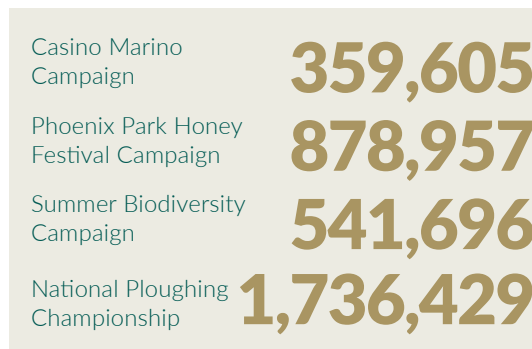 Casino Marino
Campaign
359,605
Phoenix Park Honey
Festival Campaign
878,957
Summer Biodiversity
Campaign
541,696
National Ploughing
Championship
1,736,429